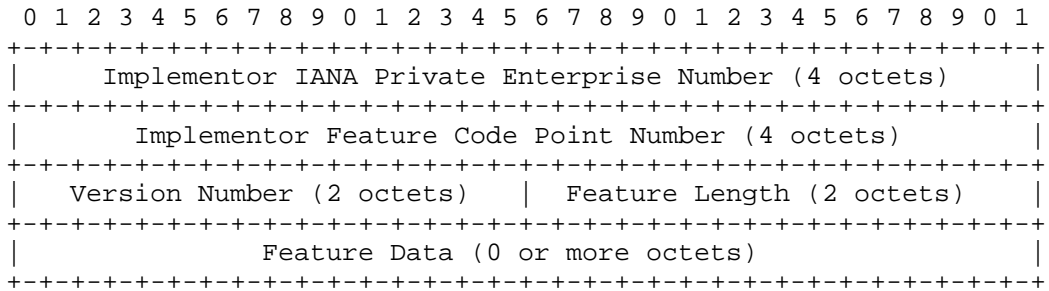 0 1 2 3 4 5 6 7 8 9 0 1 2 3 4 5 6 7 8 9 0 1 2 3 4 5 6 7 8 9 0 1
+-+-+-+-+-+-+-+-+-+-+-+-+-+-+-+-+-+-+-+-+-+-+-+-+-+-+-+-+-+-+-+-+
| Implementor IANA Private Enterprise Number (4 octets) |
+-+-+-+-+-+-+-+-+-+-+-+-+-+-+-+-+-+-+-+-+-+-+-+-+-+-+-+-+-+-+-+-+
| Implementor Feature Code Point Number (4 octets) |
+-+-+-+-+-+-+-+-+-+-+-+-+-+-+-+-+-+-+-+-+-+-+-+-+-+-+-+-+-+-+-+-+
| Version Number (2 octets) | Feature Length (2 octets) |
+-+-+-+-+-+-+-+-+-+-+-+-+-+-+-+-+-+-+-+-+-+-+-+-+-+-+-+-+-+-+-+-+
| Feature Data (0 or more octets) |
+-+-+-+-+-+-+-+-+-+-+-+-+-+-+-+-+-+-+-+-+-+-+-+-+-+-+-+-+-+-+-+-+